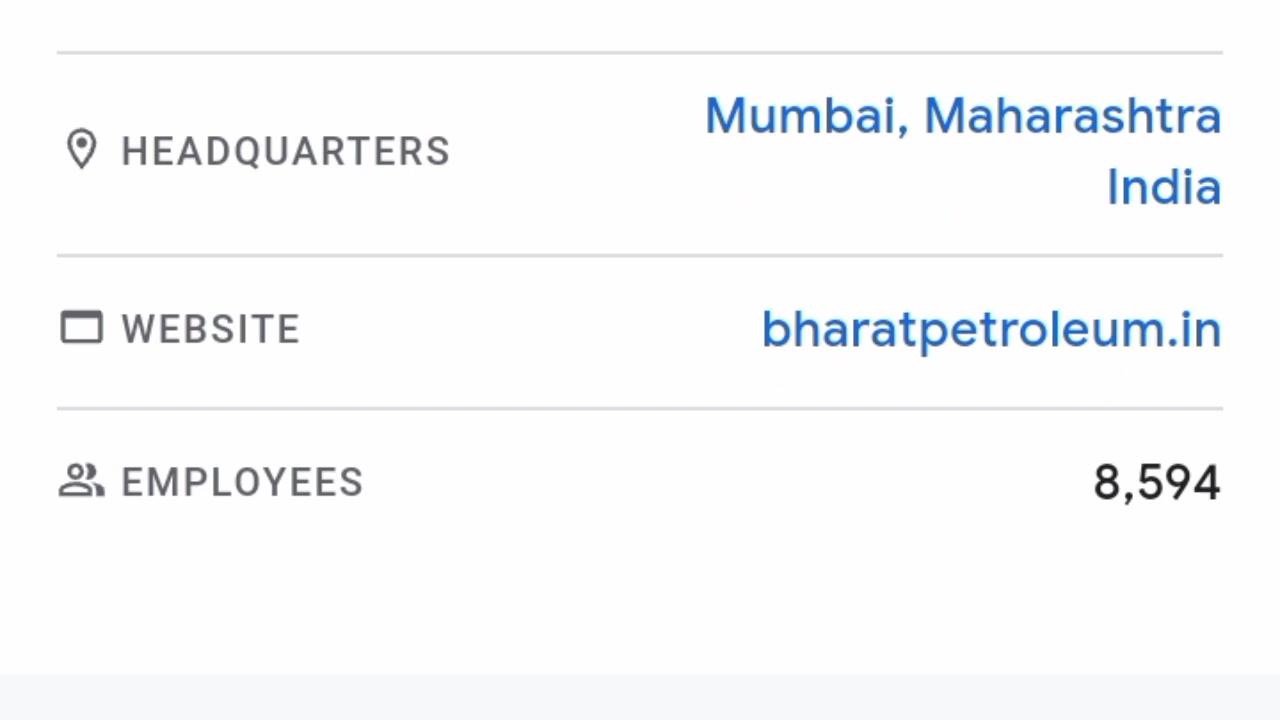 HEADQUARTERS
Mumbai, Maharashtra
India
WEBSITE
bharatpetroleum.in
EMPLOYEES
8,594